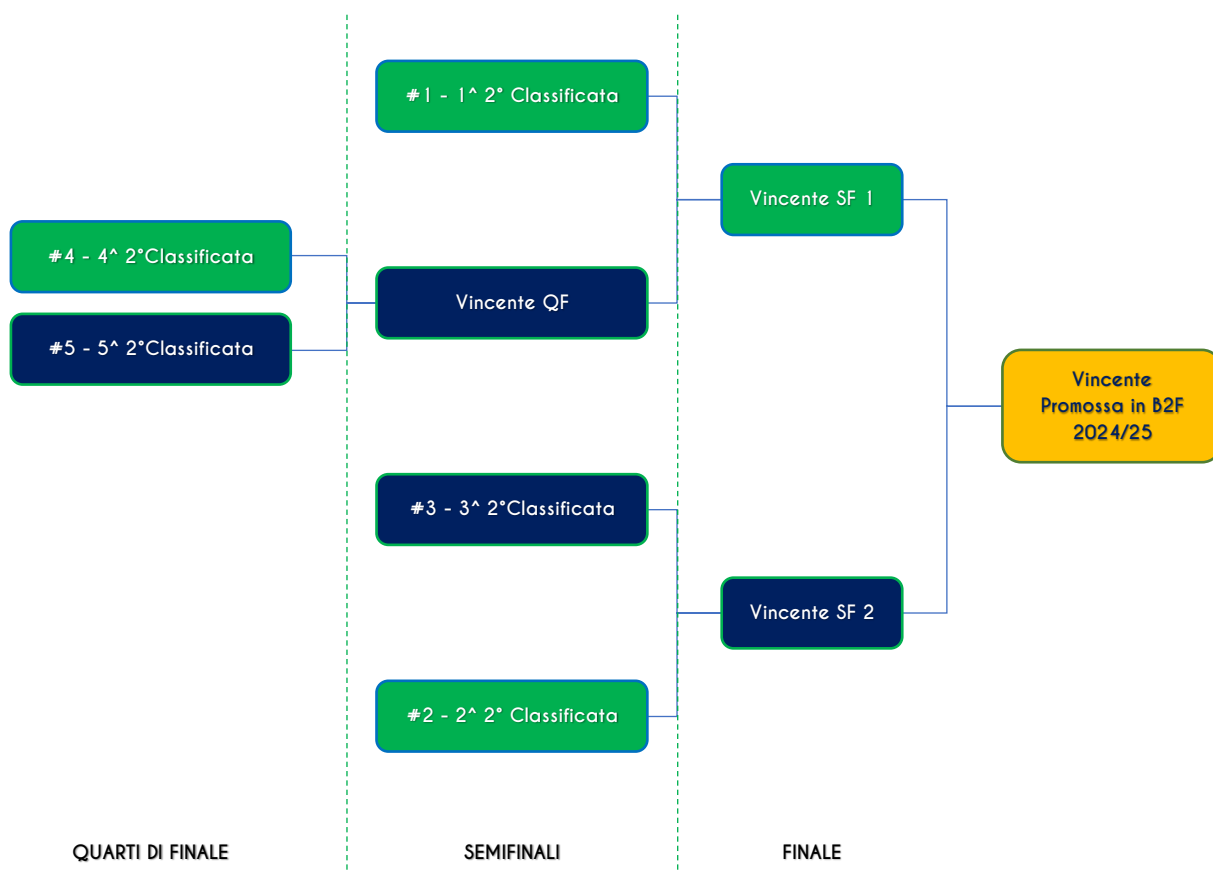 #1 - 1^ 2° Classificata
Vincente SF 1
#4 - 4^ 2°Classificata
Vincente QF
#5 - 5^ 2°Classificata
Vincente
Promossa in B2F
2024/25
#3 - 3^ 2°Classificata
Vincente SF 2
#2 - 2^ 2° Classificata
QUARTI DI FINALE
SEMIFINALI
FINALE